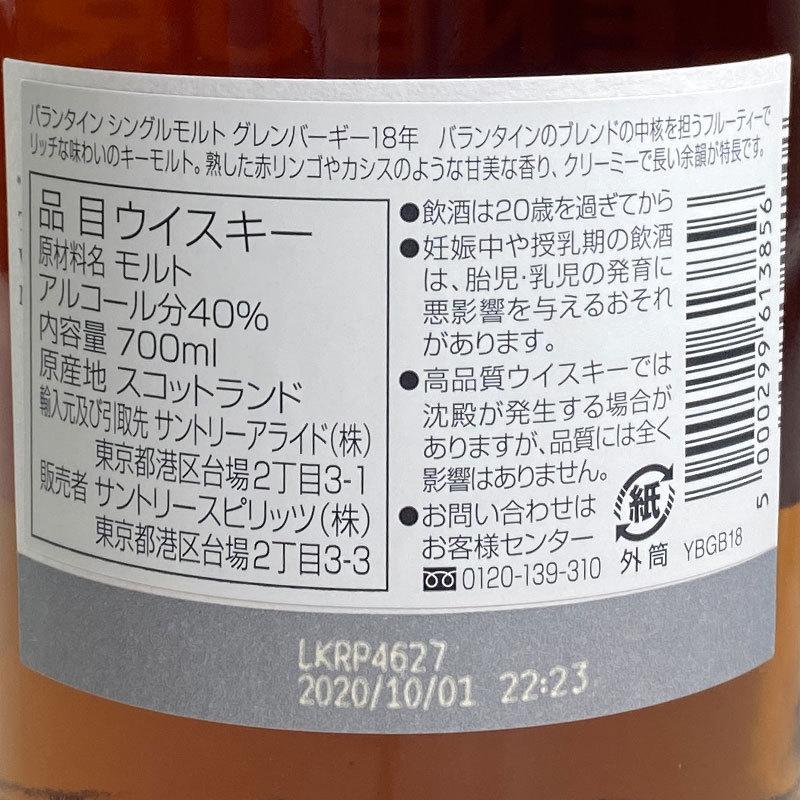 バランタイン シングルモルト グレンバーギー18年　バランタインのブレンドの中核を担うフルーティーで
リッチな味わいのキーモルト。熟した赤リンゴやカシスのような甘美な香り、クリーミーで長い余韻が特長です。
品 目 ウイスキー
原材料名 モルト
アルコール分40%
内容量 700ml
原産地 スコットランド
輸入元及び引取先 サントリーアライド(株)
東京都港区台場2丁目3-1
販売者 サントリースピリッツ(株)
東京都港区台場2丁目3-3
●飲酒は20歳を過ぎてから
●妊娠中や授乳期の飲酒
は、胎児・乳児の発育に
悪影響を与えるおそれ
があります。
●高品質ウイスキーでは
沈殿が発生する場合が
ありますが、品質には全く
影響はありません。
●お問い合わせは
お客様センター
0120-139-310
紙
外筒
YBGB18
5 000299 613856
LKRP4627
2020/10/01 22:23